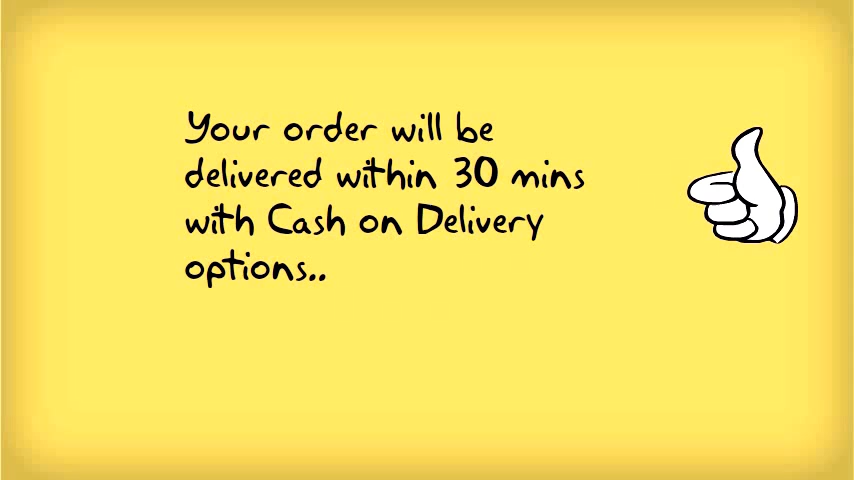 Your order will be
delivered within 30 mins
with Cash on Delivery
options..